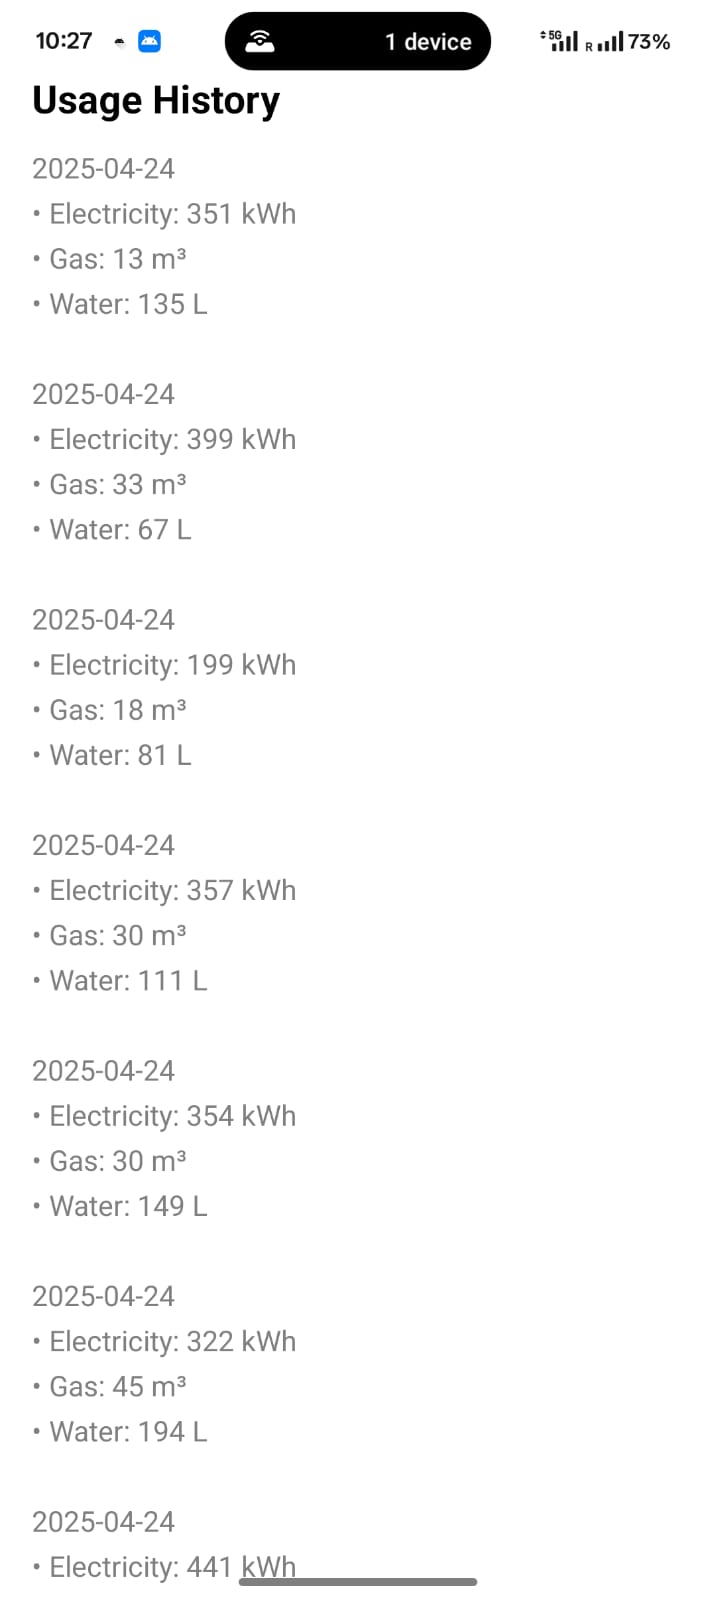 10:27
1 device
5G
R
73%
Usage History
2025-04-24
• Electricity: 351 kWh
• Gas: 13 m³
• Water: 135 L
2025-04-24
• Electricity: 399 kWh
• Gas: 33 m³
• Water: 67 L
2025-04-24
• Electricity: 199 kWh
• Gas: 18 m³
• Water: 81 L
2025-04-24
• Electricity: 357 kWh
• Gas: 30 m³
• Water: 111 L
2025-04-24
• Electricity: 354 kWh
• Gas: 30 m³
• Water: 149 L
2025-04-24
• Electricity: 322 kWh
• Gas: 45 m³
• Water: 194 L
2025-04-24
• Electricity: 441 kWh